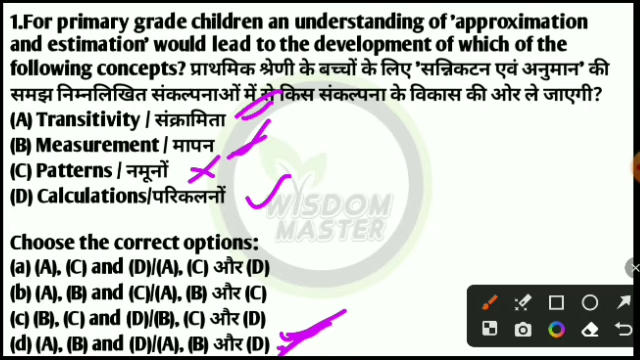 1.For primary grade children an understanding of 'approximation
and estimation' would lead to the development of which of the
following concepts? प्राथमिक श्रेणी के बच्चों के लिए 'सन्निकटन एवं अनुमान' की
समझ निम्नलिखित संकल्पनाओं में से किस संकल्पना के विकास की ओर ले जाएगी?
(A) Transitivity / संक्रामिता
(B) Measurement / मापन
(C) Patterns / नमूनों
(D) Calculations/परिकलनों
WISDOM
MASTER
Choose the correct options:
(a) (A), (C) and (D)/(A), (C) और (D)
(b) (A), (B) and (C)/(A), (B) और (C)
(c) (B), (C) and (D)/(B), (C) और (D)
(d) (A), (B) and (D)/(A), (B) और (D)